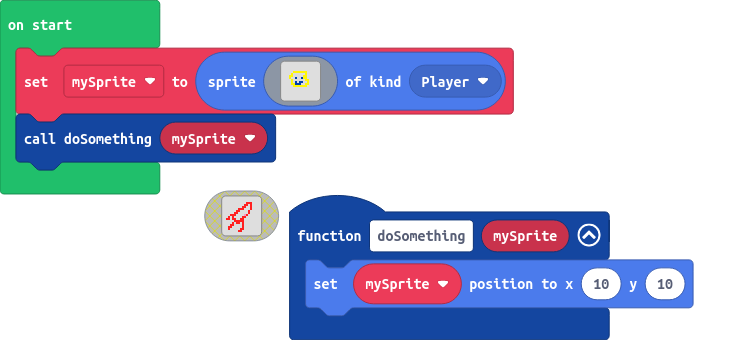 on start
set mySprite to sprite of kind Player
call doSomething mySprite
function doSomething mySprite
set mySprite position to x 10 y 10